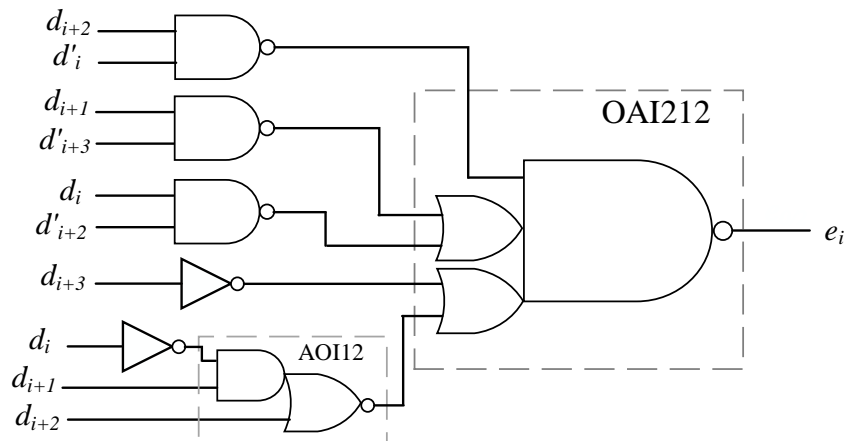 d_{i+2}
d'_i
d_{i+1}
d'_{i+3}
OAI212
d_i
d'_{i+2}
e_i
d_{i+3}
d_i
AOI12
d_{i+1}
d_{i+2}